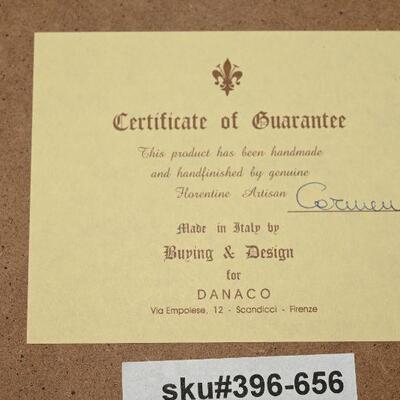 Certificate of Guarantee
This product has been handmade
and handfinished by genuine
Florentine Artisan Carmen
Made in Italy by
Buying & Design
for
DANACO
Via Empolese, 12 - Scandicci - Firenze
sku#396-656